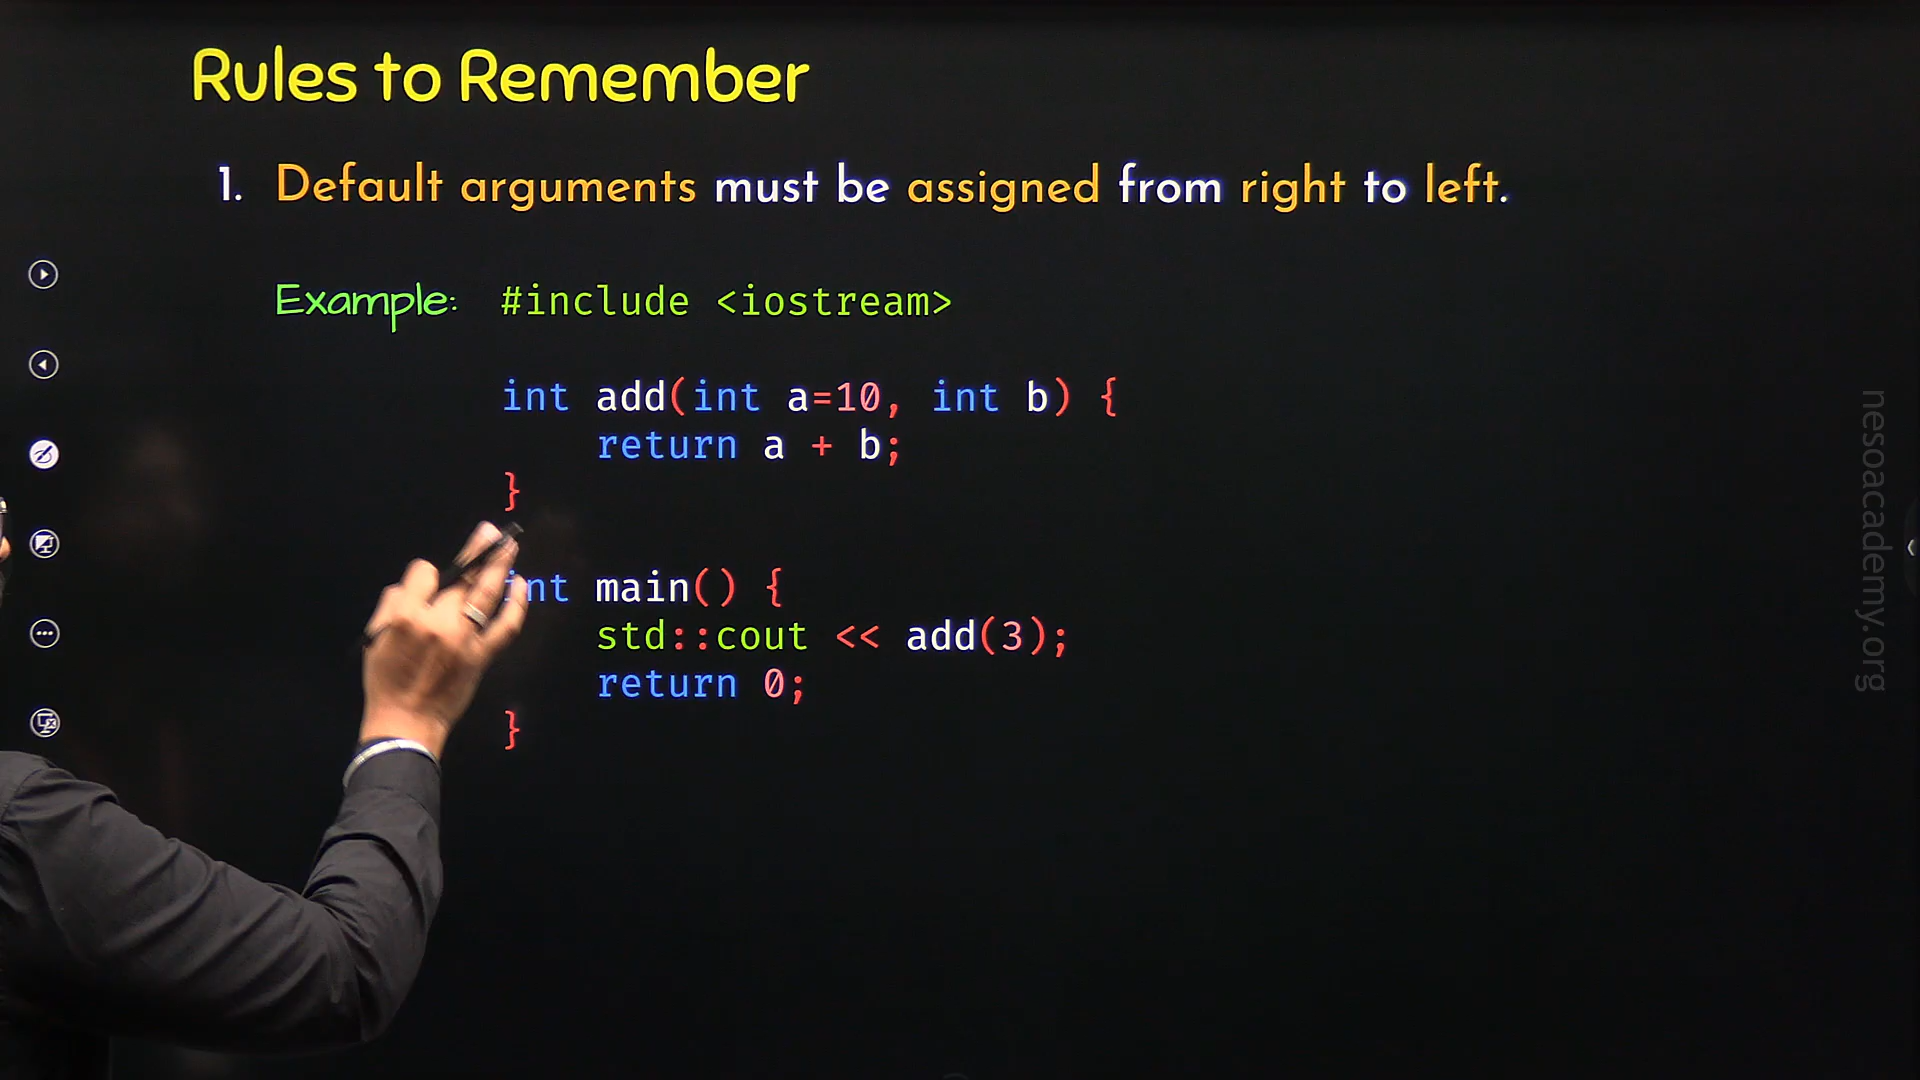 Rules to Remember
1. Default arguments must be assigned from right to left.
Example: #include <iostream>
int add(int a=10, int b) {
return a + b;
}
int main() {
std::cout << add(3);
return 0;
}
nesoacademy.org